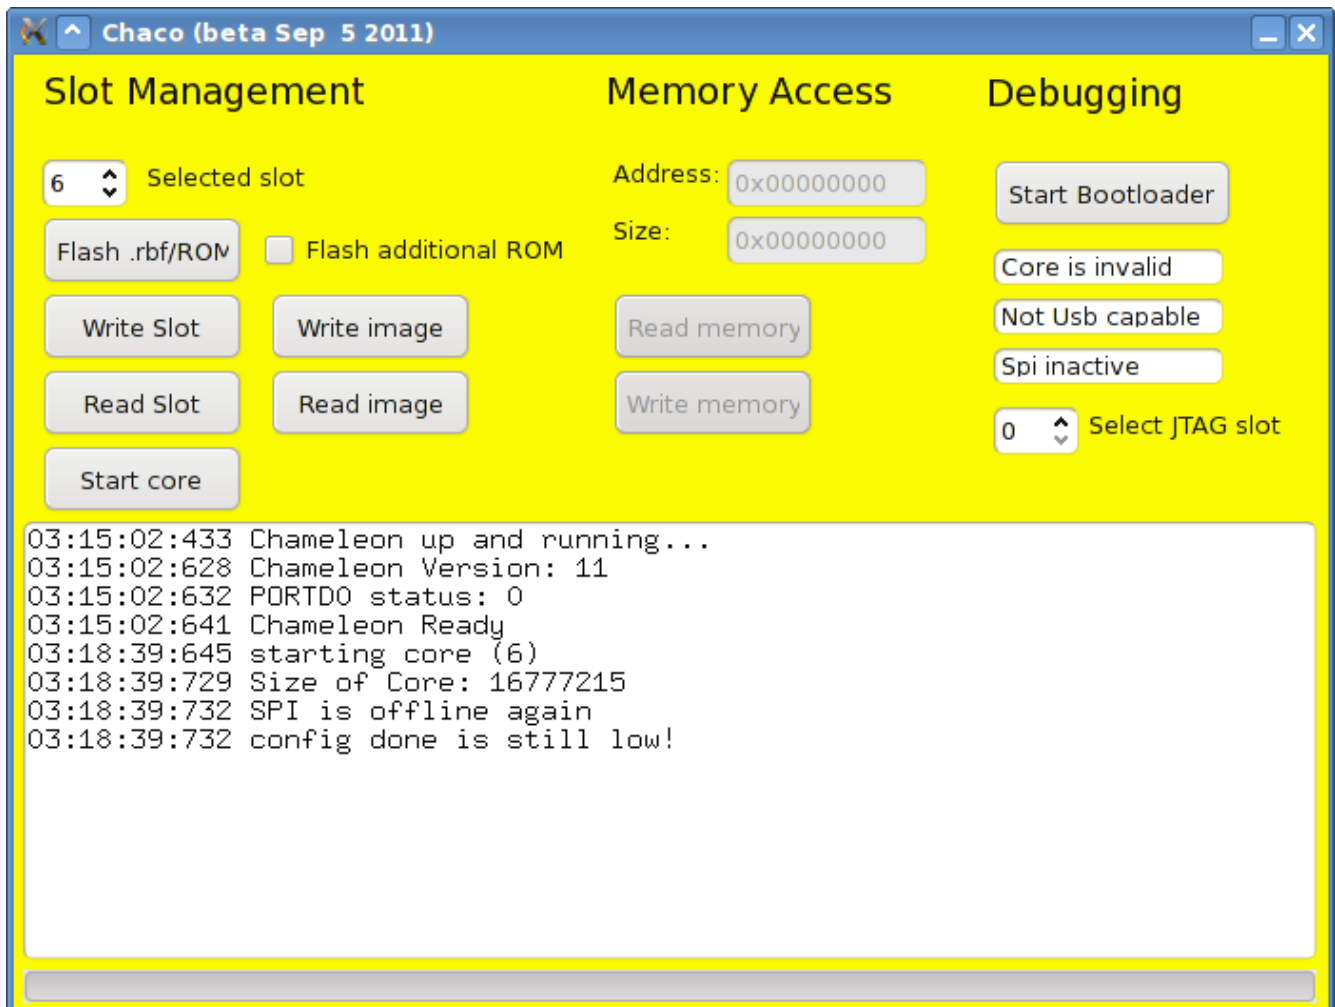 Chaco (beta Sep  5 2011)
Slot Management
Memory Access
Debugging
6
Selected slot
Address:
0x00000000
Start Bootloader
Flash .rbf/ROM
Flash additional ROM
Size:
0x00000000
Core is invalid
Write Slot
Write image
Read memory
Not Usb capable
Spi inactive
Read Slot
Read image
Write memory
0
Select JTAG slot
Start core
03:15:02:433 Chameleon up and running...
03:15:02:628 Chameleon Version: 11
03:15:02:632 PORTDO status: 0
03:15:02:641 Chameleon Ready
03:18:39:645 starting core (6)
03:18:39:729 Size of Core: 16777215
03:18:39:732 SPI is offline again
03:18:39:732 config done is still low!